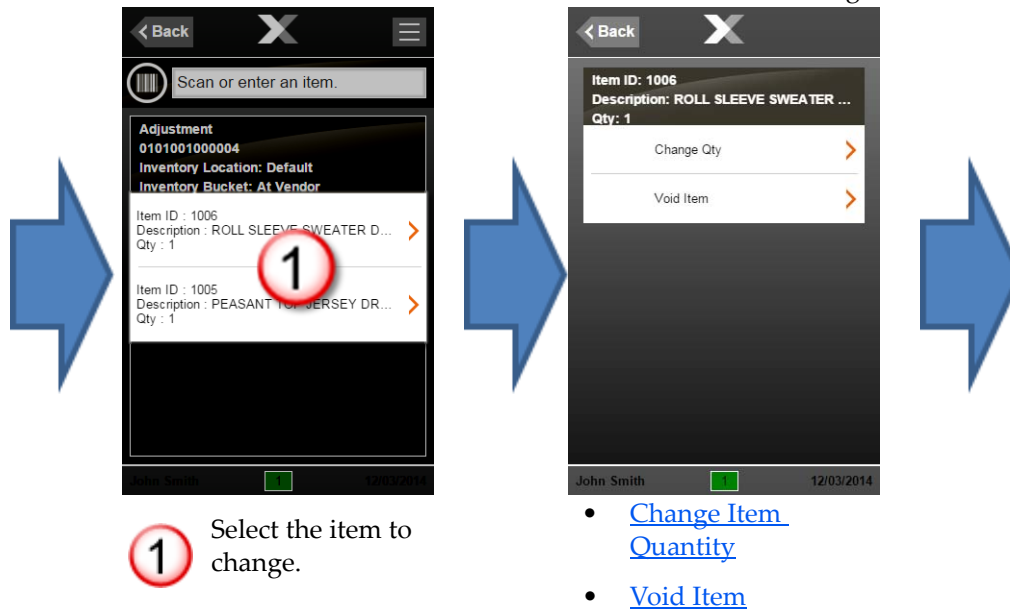 Back
Scan or enter an item.
Adjustment
0101001000004
Inventory Location: Default
Inventory Bucket: At Vendor
Item ID : 1006
Description : ROLL SLEEVE SWEATER D...
Qty : 1
1
Item ID : 1005
Description : PEASANT TOP JERSEY DR...
Qty : 1
John Smith 1 12/03/2014
1 Select the item to
change.
Back
Item ID: 1006
Description: ROLL SLEEVE SWEATER ...
Qty: 1
Change Qty
Void Item
John Smith 1 12/03/2014
• Change Item
Quantity
• Void Item